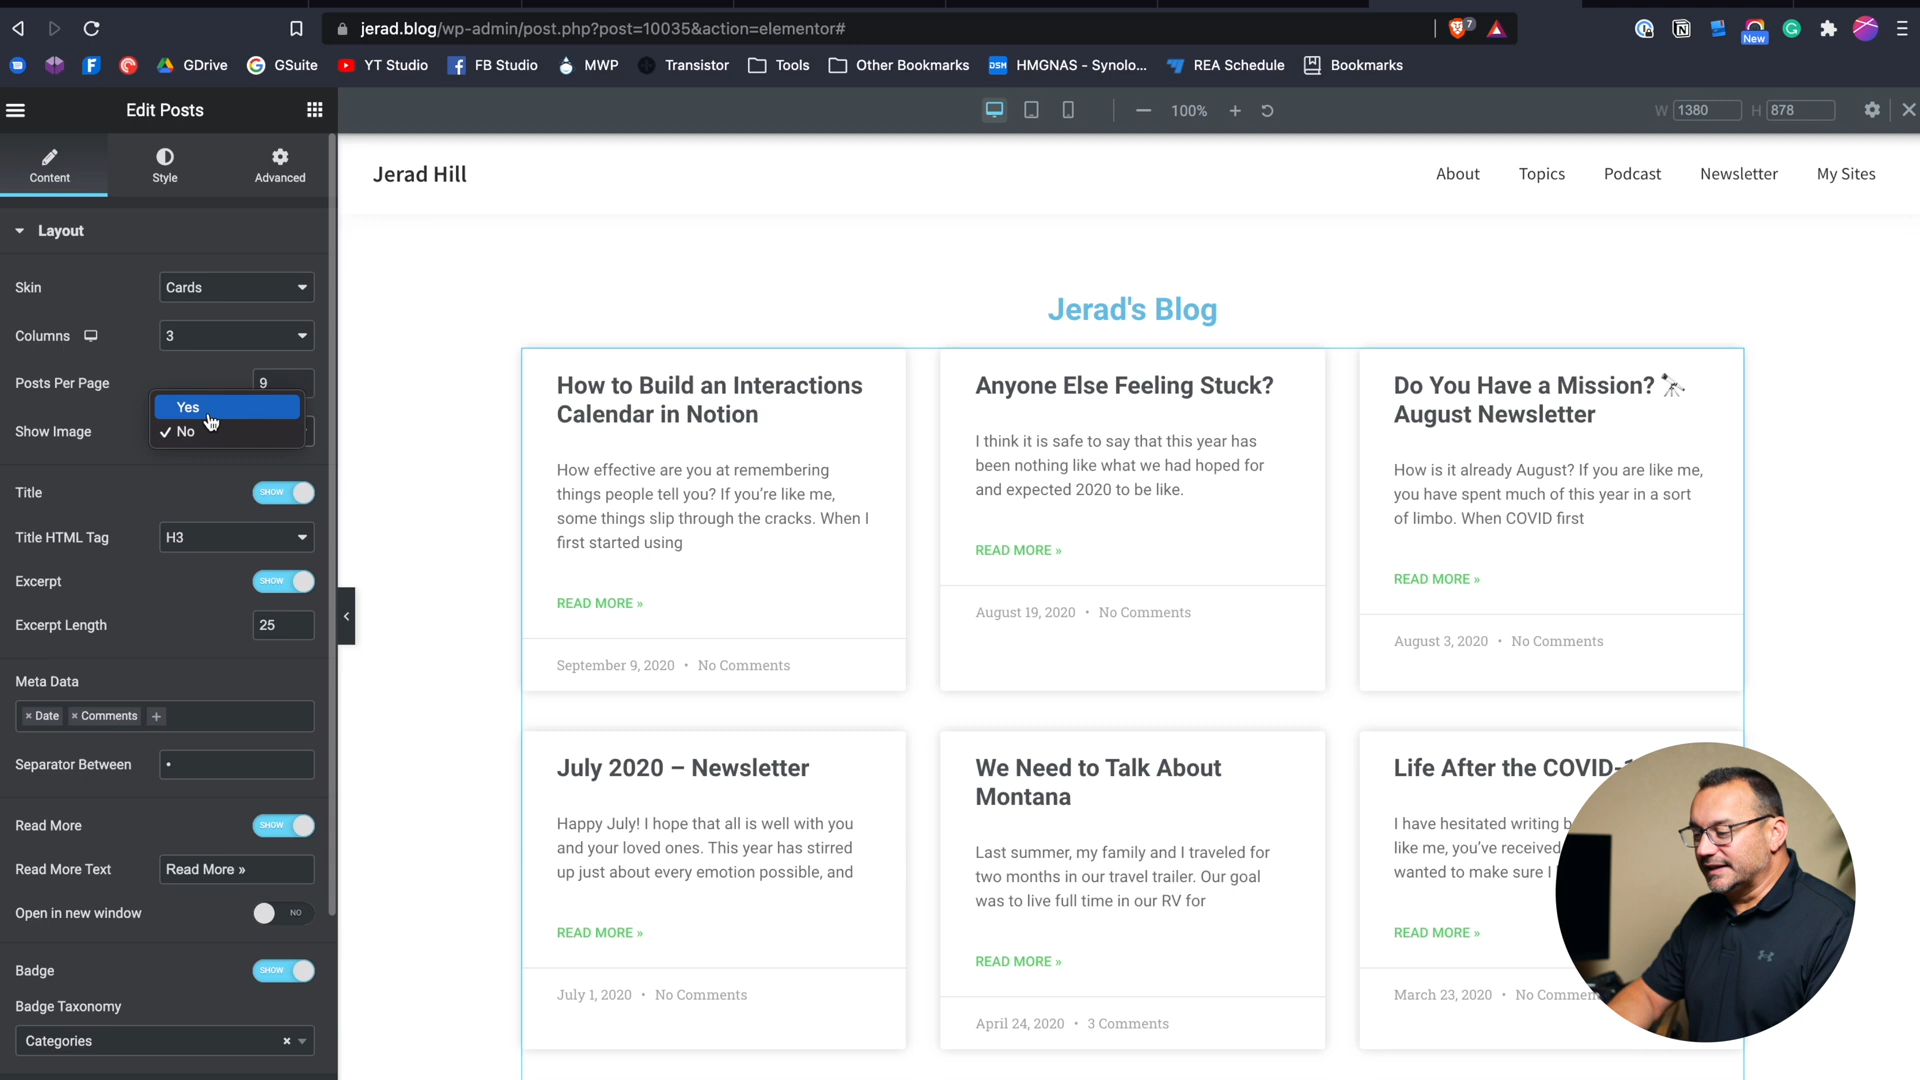 jerad.blog/wp-admin/post.php?post=10035&action=elementor#
7
New
GDrive
GSuite
YT Studio
FB Studio
MWP
Transistor
Tools
Other Bookmarks
DSM
HMGNAS - Synolo...
REA Schedule
Bookmarks
Edit Posts
100%
W 1380
H 878
Content
Style
Advanced
Jerad Hill
About
Topics
Podcast
Newsletter
My Sites
Layout
Skin
Cards
Columns
3
Posts Per Page
9
Yes
Show Image
No
Title
SHOW
Title HTML Tag
H3
Excerpt
SHOW
Excerpt Length
25
Meta Data
× Date × Comments +
Separator Between
•
Read More
SHOW
Read More Text
Read More »
Open in new window
NO
Badge
SHOW
Badge Taxonomy
Categories
Jerad's Blog
How to Build an Interactions
Calendar in Notion
How effective are you at remembering
things people tell you? If you're like me,
some things slip through the cracks. When I
first started using
READ MORE »
September 9, 2020 • No Comments
Anyone Else Feeling Stuck?
I think it is safe to say that this year has
been nothing like what we had hoped for
and expected 2020 to be like.
READ MORE »
August 19, 2020 • No Comments
Do You Have a Mission? 🔭
August Newsletter
How is it already August? If you are like me,
you have spent much of this year in a sort
of limbo. When COVID first
READ MORE »
August 3, 2020 • No Comments
July 2020 – Newsletter
Happy July! I hope that all is well with you
and your loved ones. This year has stirred
up just about every emotion possible, and
READ MORE »
July 1, 2020 • No Comments
We Need to Talk About
Montana
Last summer, my family and I traveled for
two months in our travel trailer. Our goal
was to live full time in our RV for
READ MORE »
April 24, 2020 • 3 Comments
Life After the COVID-
I have hesitated writing
like me, you've received
wanted to make sure I
READ MORE »
March 23, 2020 • No